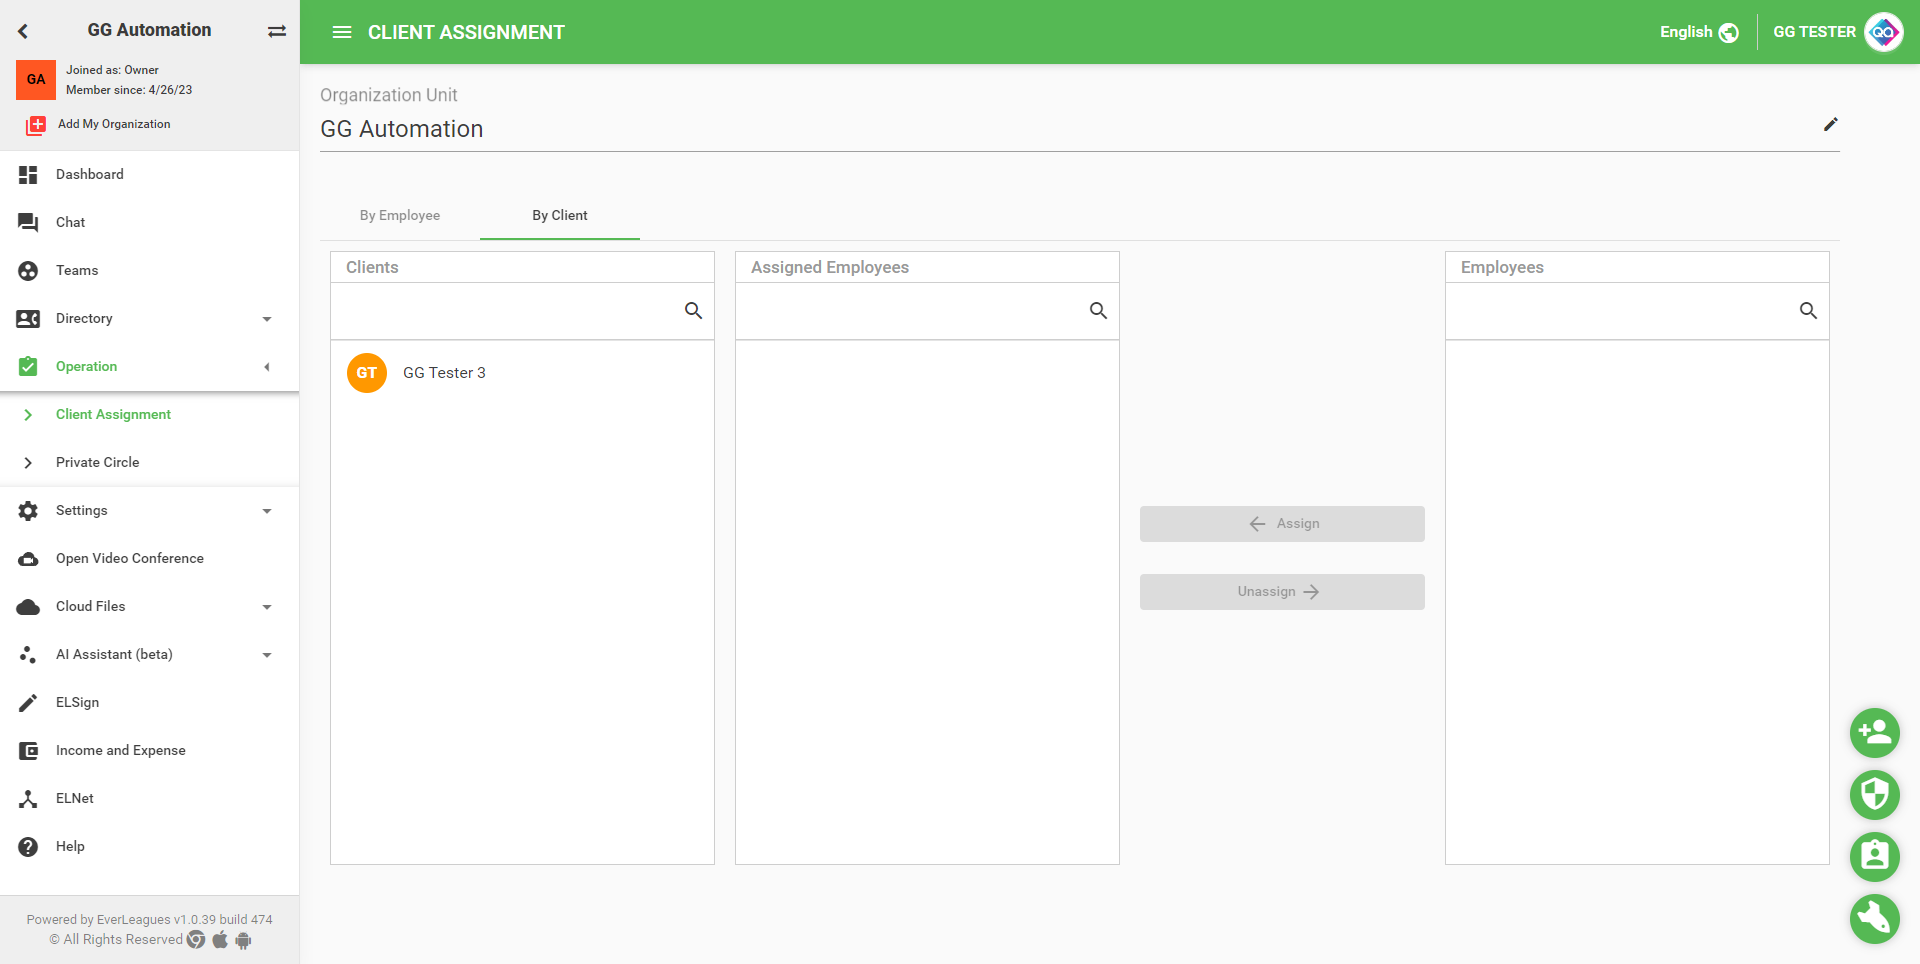 GG Automation
GA
Joined as: Owner
Member since: 4/26/23
Add My Organization
Dashboard
Chat
Teams
Directory
Operation
Client Assignment
Private Circle
Settings
Open Video Conference
Cloud Files
AI Assistant (beta)
ELSign
Income and Expense
ELNet
Help
Powered by EverLeagues v1.0.39 build 474
© All Rights Reserved
CLIENT ASSIGNMENT
English
GG TESTER
QA
Organization Unit
GG Automation
By Employee
By Client
Clients
GT
GG Tester 3
Assigned Employees
Assign
Unassign
Employees